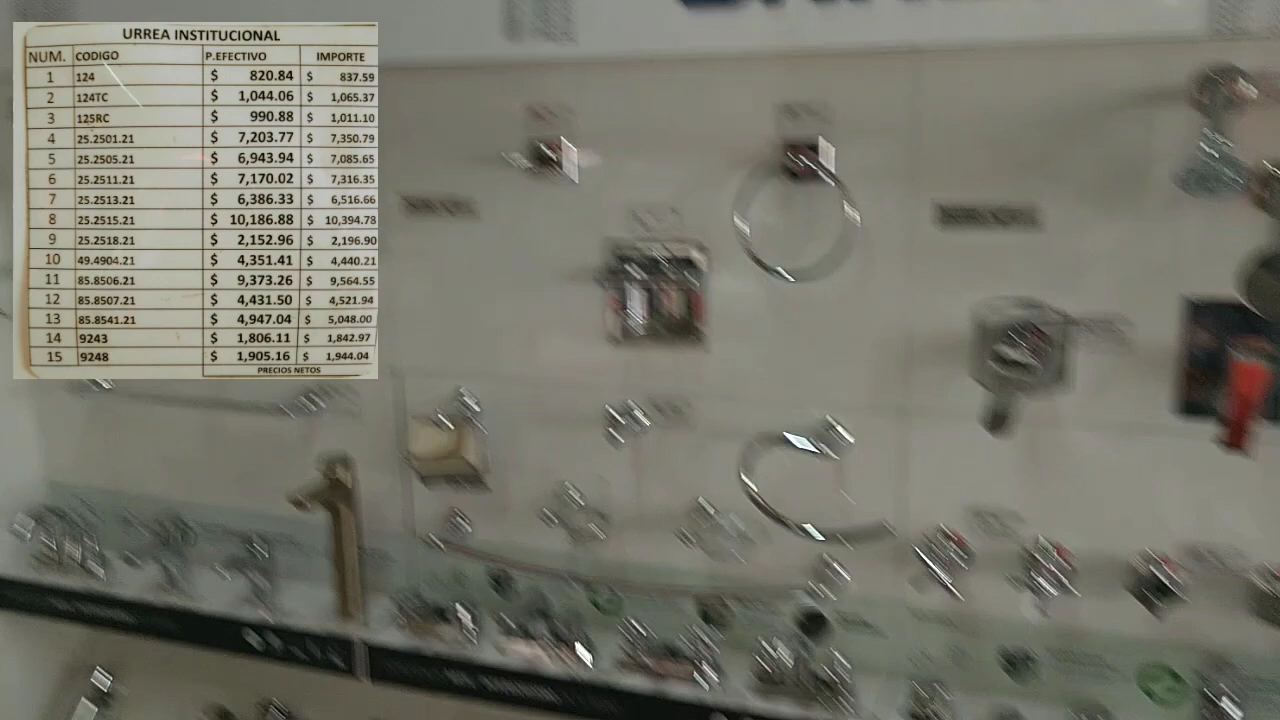 URREA INSTITUCIONAL
NUM. CODIGO P.EFECTIVO IMPORTE
1 124 $ 820.84 $ 837.59
2 124TC $ 1,044.06 $ 1,065.37
3 125RC $ 990.88 $ 1,011.10
4 25.2501.21 $ 7,203.77 $ 7,350.79
5 25.2505.21 $ 6,943.94 $ 7,085.65
6 25.2511.21 $ 7,170.02 $ 7,316.35
7 25.2513.21 $ 6,386.33 $ 6,516.66
8 25.2515.21 $ 10,186.88 $ 10,394.78
9 25.2518.21 $ 2,152.96 $ 2,196.90
10 49.4904.21 $ 4,351.41 $ 4,440.21
11 85.8506.21 $ 9,373.26 $ 9,564.55
12 85.8507.21 $ 4,431.50 $ 4,521.94
13 85.8541.21 $ 4,947.04 $ 5,048.00
14 9243 $ 1,806.11 $ 1,842.97
15 9248 $ 1,905.16 $ 1,944.04
PRECIOS NETOS